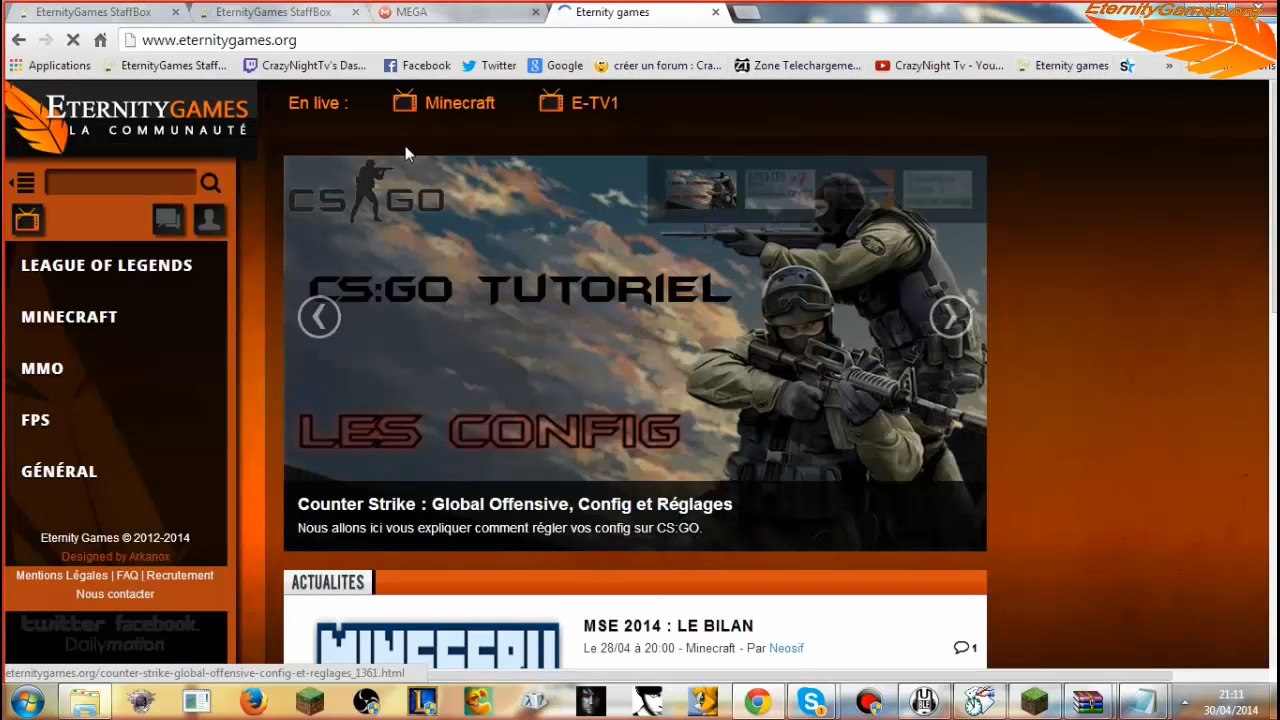 EternityGames StaffBox
EternityGames StaffBox
MEGA
Eternity games
EternityGames.org
www.eternitygames.org
Applications
EternityGames Staff...
CrazyNightTv's Das...
Facebook
Twitter
Google
créer un forum : Cra...
Zone Telechargeme...
CrazyNight Tv - You...
Eternity games
»
ETERNITYGAMES
LA COMMUNAUTÉ
En live :
Minecraft
E-TV1
CS GO
CS:GO TUTORIEL
LES CONFIG
Counter Strike : Global Offensive, Config et Réglages
Nous allons ici vous expliquer comment régler vos config sur CS:GO.
LEAGUE OF LEGENDS
MINECRAFT
MMO
FPS
GÉNÉRAL
Eternity Games © 2012-2014
Designed by Arkanox
Mentions Légales | FAQ | Recrutement
Nous contacter
twitter facebook.
Dailymotion
ACTUALITES
MSE 2014 : LE BILAN
Le 28/04 à 20:00 - Minecraft - Par Neosif
1
eternitygames.org/counter-strike-global-offensive-config-et-reglages_1361.html
21:11
30/04/2014